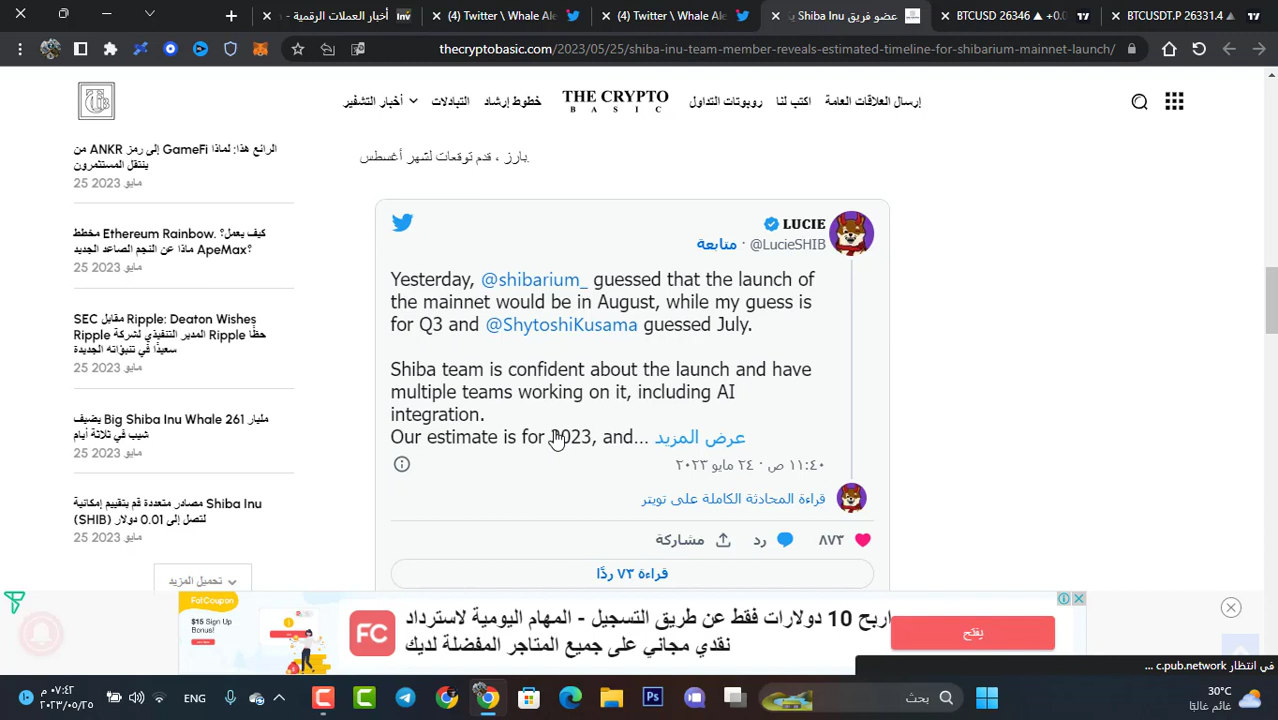 أخبار العملات الرقمية -
(4) Twitter \ Whale Ale
(4) Twitter \ Whale Ale
عضو فريق Shiba Inu
BTCUSD 26346 ▲ +0.0
BTCUSDT.P 26331.4 ▲
thecryptobasic.com/2023/05/25/shiba-inu-team-member-reveals-estimated-timeline-for-shibarium-mainnet-launch/
إرسال العلاقات العامة
اكتب لنا
روبوتات التداول
THE CRYPTO
BASIC
خطوط إرشاد
التبادلات
أخبار التشفير
بارز ، قدم توقعات لشهر أغسطس.
الرائع هذا: لماذا GameFi إلى رمز ANKR من
ينتقل المستثمرون
مايو 2023 25
كيف يعمل؟ .Ethereum Rainbow مخطط
ماذا عن النجم الصاعد الجديد ApeMax؟
مايو 2023 25
SEC مقابل Ripple: Deaton Wishes
Ripple المدير التنفيذي لشركة Ripple حظًا
سعيدًا في تنبؤاته الجديدة
مايو 2023 25
Big Shiba Inu Whale 261 مليار يضيف
شيب في ثلاثة أيام
مايو 2023 25
Shiba Inu مصادر متعددة قم بتقييم إمكانية
(SHIB) لتصل إلى 0.01 دولار
مايو 2023 25
تحميل المزيد
LUCIE
@LucieSHIB · متابعة
Yesterday, @shibarium_ guessed that the launch of
the mainnet would be in August, while my guess is
for Q3 and @ShytoshiKusama guessed July.
Shiba team is confident about the launch and have
multiple teams working on it, including AI
integration.
Our estimate is for 2023, and... عرض المزيد
١١:٤٠ ص · ٢٤ مايو ٢٠٢٣
قراءة المحادثة الكاملة على تويتر
٨٧٣ رد مشاركة
قراءة ٧٣ ردًا
FatCoupon
$15 Sign Up
Bonus!
FC
اربح 10 دولارات فقط عن طريق التسجيل - المهام اليومية لاسترداد
نقدي مجاني على جميع المتاجر المفضلة لديك
يفتح
في انتظار c.pub.network ...
30°C
غائم غالبًا
بحث
ENG
٠٧:٤٢ م
٢٠٢٣/٠٥/٢٥